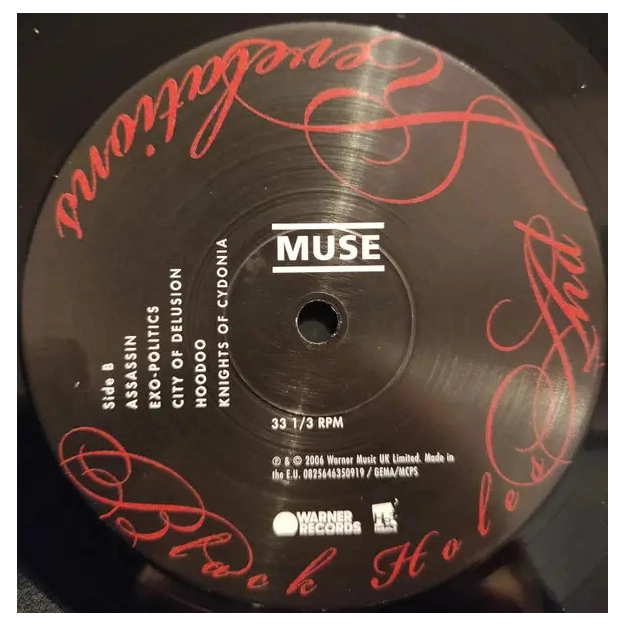 Black Holes
and
Revelations
MUSE
Side B
ASSASSIN
EXO-POLITICS
CITY OF DELUSION
HOODOO
KNIGHTS OF CYDONIA
33 1/3 RPM
℗ & © 2006 Warner Music UK Limited. Made in
the E.U. 0825646350919 / GEMA/MCPS
WARNER
RECORDS